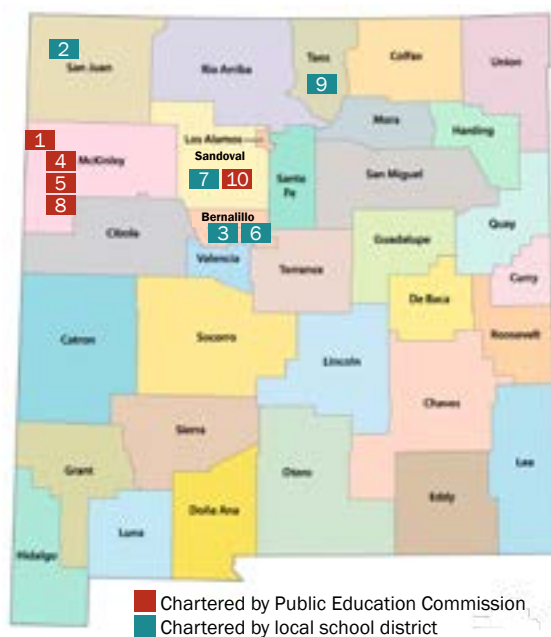 2
San Juan
Rio Arriba
Taos
9
Colfax
Union
1
4
McKinley
5
8
Los Alamos
Sandoval
7 10
Santa
Fe
Mora
Harding
San Miguel
Quay
Cibola
Bernalillo
3 6
Valencia
Torrance
Guadalupe
Curry
De Baca
Roosevelt
Catron
Socorro
Lincoln
Chaves
Sierra
Grant
Otero
Lea
Eddy
Doña Ana
Luna
Hidalgo
Chartered by Public Education Commission
Chartered by local school district